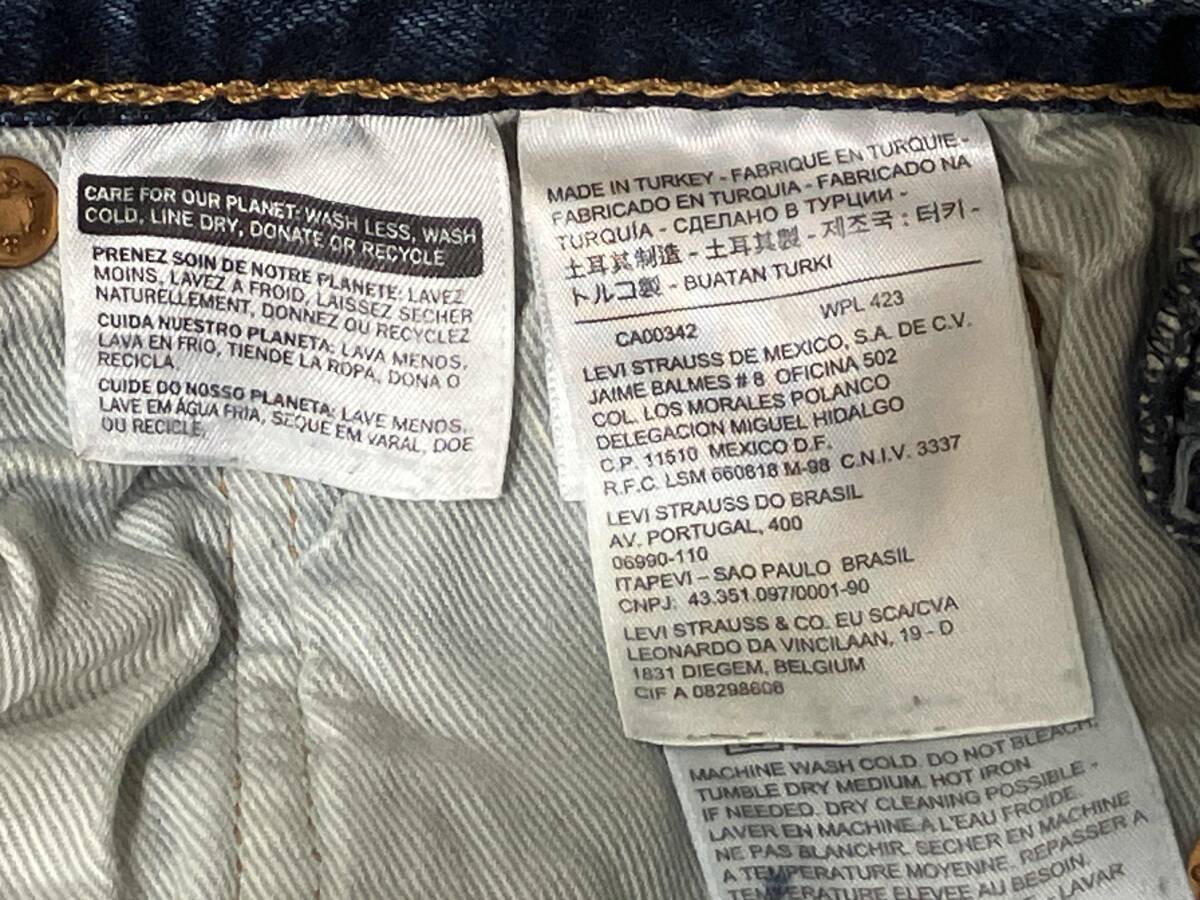 CARE FOR OUR PLANET: WASH LESS, WASH
COLD, LINE DRY, DONATE OR RECYCLE
PRENEZ SOIN DE NOTRE PLANETE: LAVEZ
MOINS, LAVEZ A FROID, LAISSEZ SECHER
NATURELLEMENT, DONNEZ OU RECYCLEZ
CUIDA NUESTRO PLANETA: LAVA MENOS,
LAVA EN FRIO, TIENDE LA ROPA, DONA O
RECICLA.
CUIDE DO NOSSO PLANETA: LAVE MENOS,
LAVE EM ÁGUA FRIA, SEQUE EM VARAL, DOE
OU RECICLE.
MADE IN TURKEY - FABRIQUE EN TURQUIE -
FABRICADO EN TURQUIA - FABRICADO NA
TURQUÍA - СДЕЛАНО В ТУРЦИИ -
土耳其制造 - 土耳其製 - 제조국 : 터키 -
トルコ製 - BUATAN TURKI
CA00342 WPL 423
LEVI STRAUSS DE MEXICO, S.A. DE C.V.
JAIME BALMES # 8 OFICINA 502
COL. LOS MORALES POLANCO
DELEGACION MIGUEL HIDALGO
C.P. 11510 MEXICO D.F.
R.F.C. LSM 660818 M-98 C.N.I.V. 3337
LEVI STRAUSS DO BRASIL
AV. PORTUGAL, 400
06990-110
ITAPEVI – SAO PAULO BRASIL
CNPJ: 43.351.097/0001-90
LEVI STRAUSS & CO. EU SCA/CVA
LEONARDO DA VINCILAAN, 19 - D
1831 DIEGEM, BELGIUM
CIF A 08298608
MACHINE WASH COLD. DO NOT BLEACH.
TUMBLE DRY MEDIUM. HOT IRON
IF NEEDED. DRY CLEANING POSSIBLE -
LAVER EN MACHINE A L'EAU FROIDE.
NE PAS BLANCHIR. SECHER EN MACHINE
A TEMPERATURE MOYENNE. REPASSER A
TEMPERATURE ELEVEE AU BESOIN.
- LAVAR